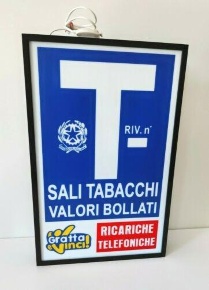 T
RIV. n°
SALI TABACCHI
VALORI BOLLATI
Gratta
e Vinci!
RICARICHE
TELEFONICHE